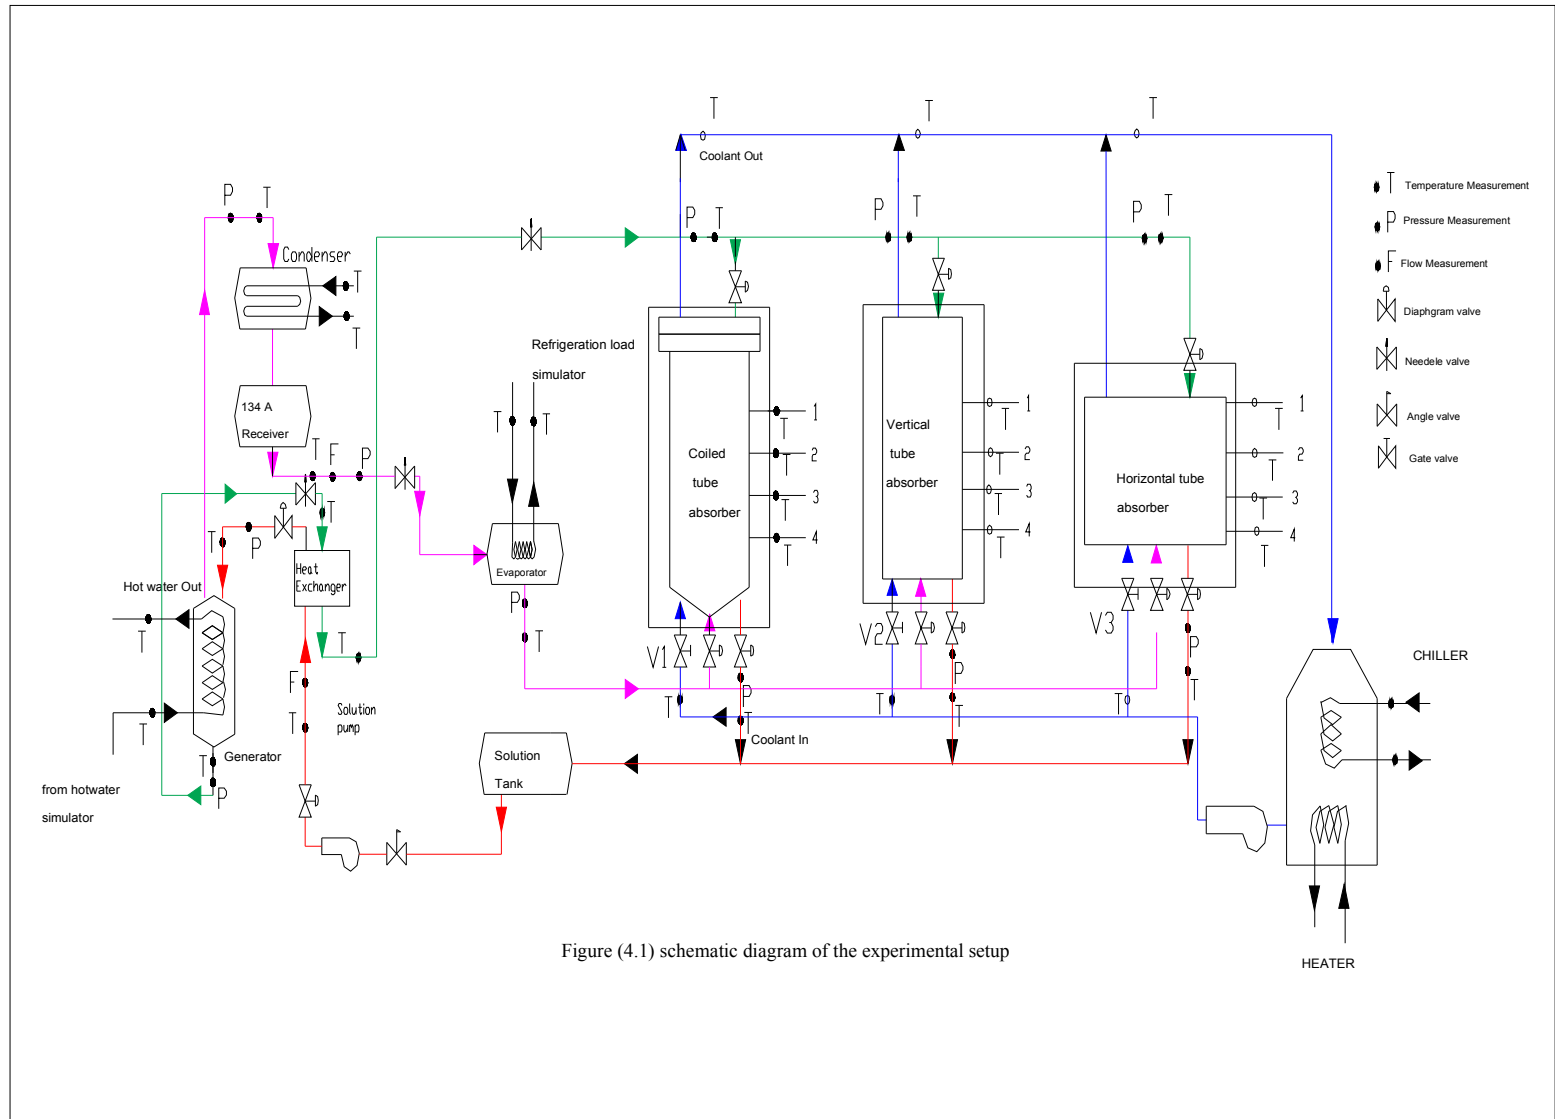 T
T
T
Coolant Out
P
T
P
T
P
T
P
T
Condenser
T
T
134 A
Receiver
T
F
P
T
T
P
Heat
Exchanger
T
Hot water Out
T
T
from hotwater
simulator
Generator
T
P
F
T
Solution
pump
Refrigeration load
simulator
T
T
Evaporator
P
T
Solution
Tank
Coiled
tube
absorber
1
T
2
T
3
T
4
T
V1
T
P
T
Coolant In
Vertical
tube
absorber
1
T
2
T
3
T
4
T
V2
T
P
T
Horizontal tube
absorber
1
T
2
T
3
T
4
T
V3
T
P
T
CHILLER
HEATER
T Temperature Measurement
P Pressure Measurement
F Flow Measurement
Diaphgram valve
Needele valve
Angle valve
Gate valve
Figure (4.1) schematic diagram of the experimental setup